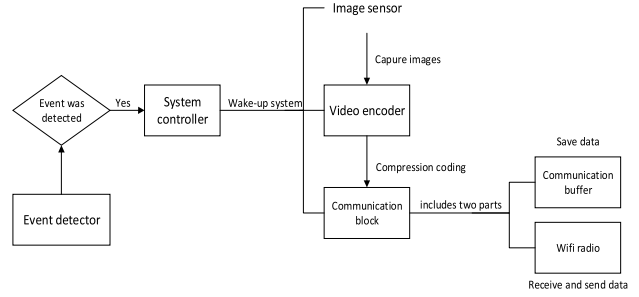 Image sensor
Capure images
Event was
detected
Yes
System
controller
Wake-up system
Video encoder
Compression coding
Save data
Communication
buffer
Event detector
Communication
block
includes two parts
Wifi radio
Receive and send data